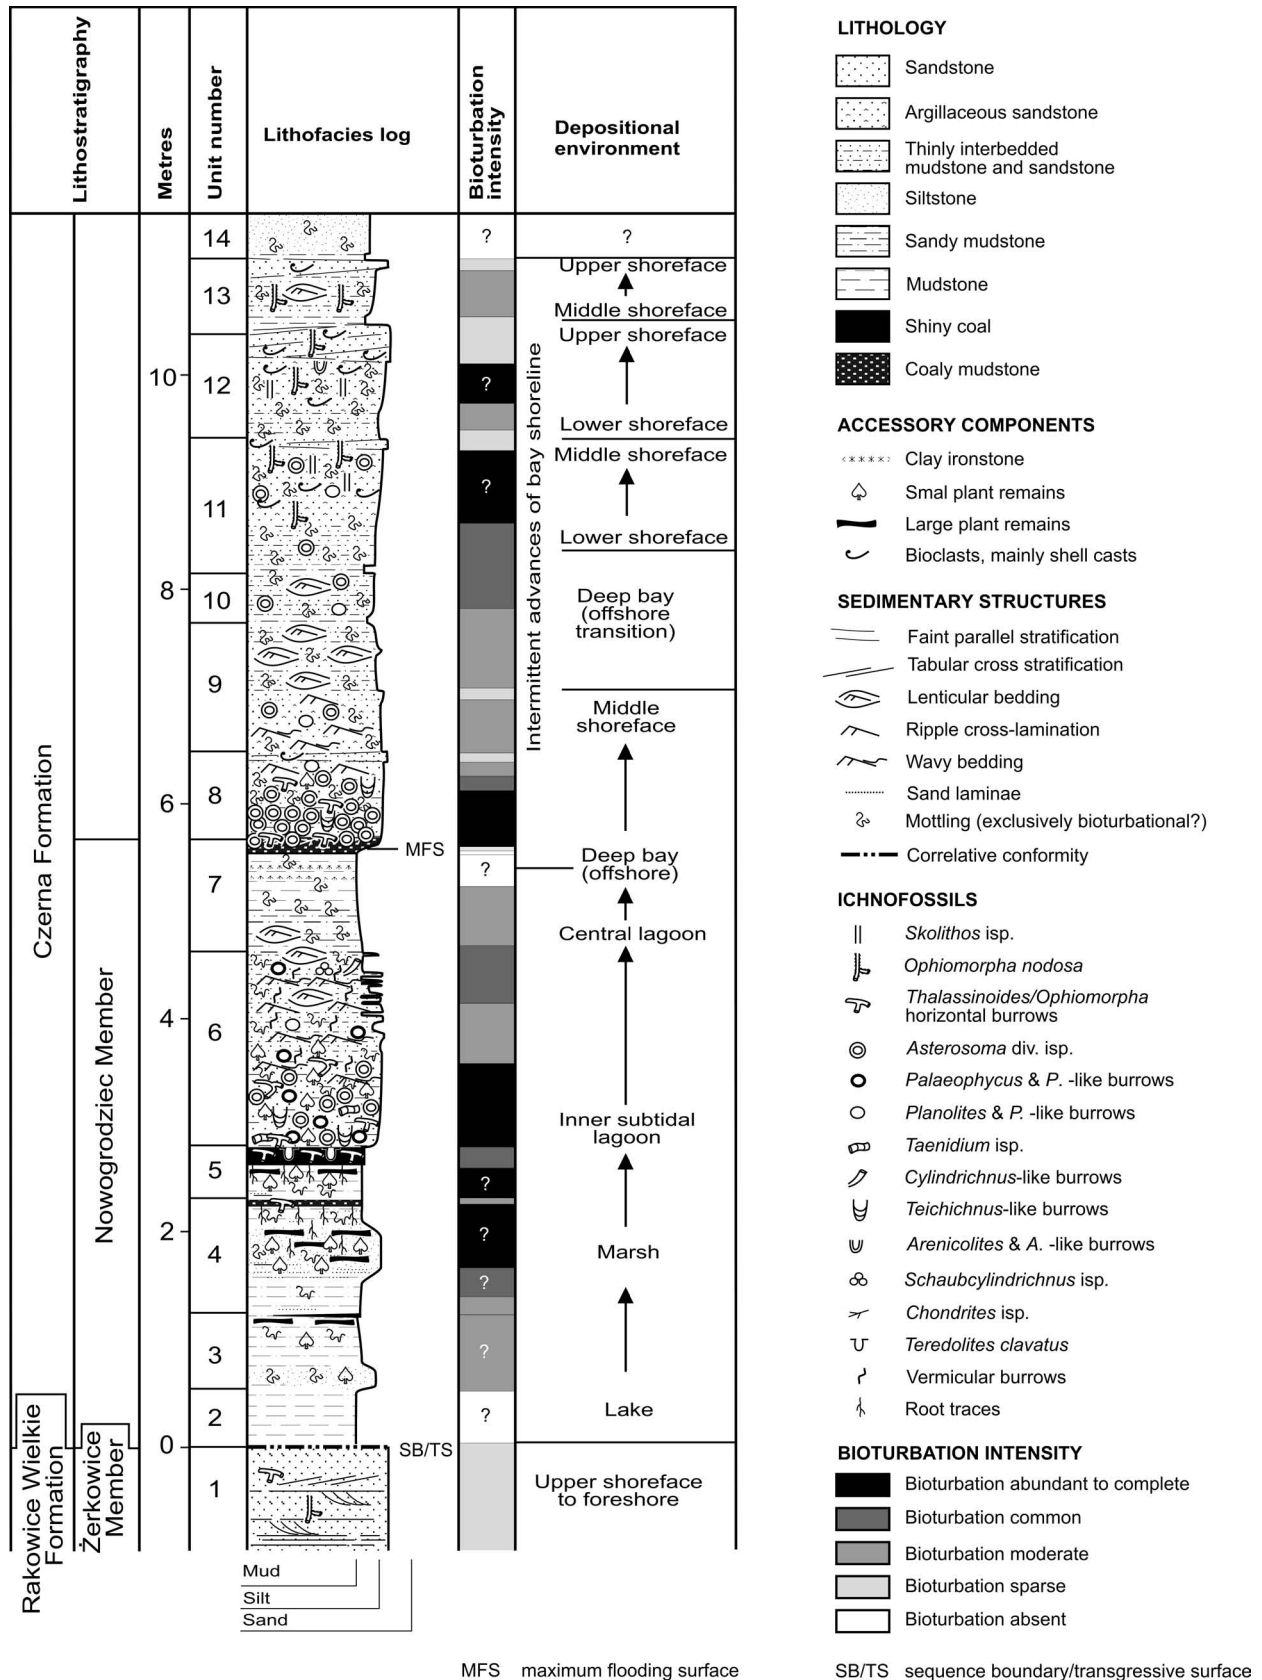 Lithostratigraphy
Metres
Unit number
Lithofacies log
Bioturbation
intensity
Depositional
environment
Czerna Formation
Nowogrodziec Member
Rakowice Wielkie
Formation
Żerkowice
Member
10
8
6
4
2
0
14
13
12
11
10
9
8
7
6
5
4
3
2
1
MFS
SB/TS
?
?
?
?
?
?
?
?
?
?
Intermittent advances of bay shoreline
Upper shoreface
Middle shoreface
Upper shoreface
Lower shoreface
Middle shoreface
Lower shoreface
Deep bay
(offshore
transition)
Middle
shoreface
Deep bay
(offshore)
Central lagoon
Inner subtidal
lagoon
Marsh
Lake
Upper shoreface
to foreshore
Mud
Silt
Sand
LITHOLOGY
Sandstone
Argillaceous sandstone
Thinly interbedded
mudstone and sandstone
Siltstone
Sandy mudstone
Mudstone
Shiny coal
Coaly mudstone
ACCESSORY COMPONENTS
Clay ironstone
Smal plant remains
Large plant remains
Bioclasts, mainly shell casts
SEDIMENTARY STRUCTURES
Faint parallel stratification
Tabular cross stratification
Lenticular bedding
Ripple cross-lamination
Wavy bedding
Sand laminae
Mottling (exclusively bioturbational?)
Correlative conformity
ICHNOFOSSILS
Skolithos isp.
Ophiomorpha nodosa
Thalassinoides/Ophiomorpha
horizontal burrows
Asterosoma div. isp.
Palaeophycus & P. -like burrows
Planolites & P. -like burrows
Taenidium isp.
Cylindrichnus-like burrows
Teichichnus-like burrows
Arenicolites & A. -like burrows
Schaubcylindrichnus isp.
Chondrites isp.
Teredolites clavatus
Vermicular burrows
Root traces
BIOTURBATION INTENSITY
Bioturbation abundant to complete
Bioturbation common
Bioturbation moderate
Bioturbation sparse
Bioturbation absent
MFS maximum flooding surface
SB/TS sequence boundary/transgressive surface